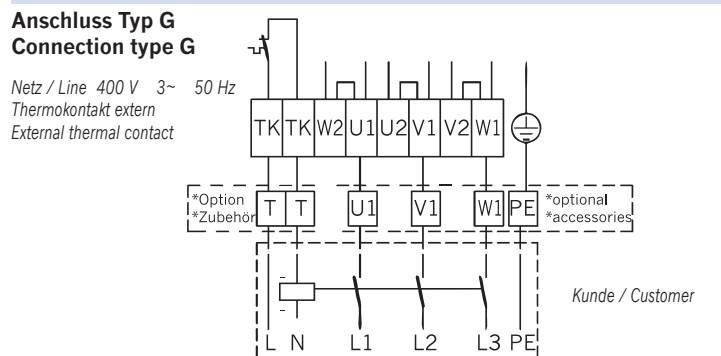 Anschluss Typ G
Connection type G
Netz / Line 400 V 3~ 50 Hz
Thermokontakt extern
External thermal contact
TK TK W2 U1 U2 V1 V2 W1
*Option
*Zubehör
T T U1 V1 W1 PE
*optional
*accessories
Kunde / Customer
L N L1 L2 L3 PE